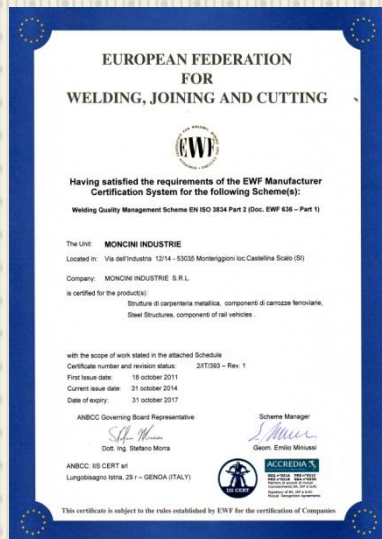 EUROPEAN FEDERATION
FOR
WELDING, JOINING AND CUTTING
EWF
Having satisfied the requirements of the EWF Manufacturer
Certification System for the following Scheme(s):
Welding Quality Management Scheme EN ISO 3834 Part 2 (Doc. EWF 636 – Part 1)
The Unit: MONCINI INDUSTRIE
Located in: Via dell'Industria 12/14 - 53035 Monteriggioni loc.Castellina Scalo (SI)
Company: MONCINI INDUSTRIE S.R.L.
is certified for the product(s):
Strutture di carpenteria metallica, componenti di carrozze ferroviarie,
Steel Structures, components of rail vehicles .
with the scope of work stated in the attached Schedule
Certificate number and revision status: 2/IT/393 – Rev. 1
First Issue date: 18 october 2011
Current issue date: 31 october 2014
Date of expiry: 31 october 2017
ANBCC Governing Board Representative
Scheme Manager
Dott. Ing. Stefano Morra
Geom. Emilio Miniussi
ANBCC: IIS CERT srl
Lungobisagno Istria, 29 r – GENOA (ITALY)
IIS CERT
ACCREDIA
This certificate is subject to the rules established by EWF for the certification of Companies